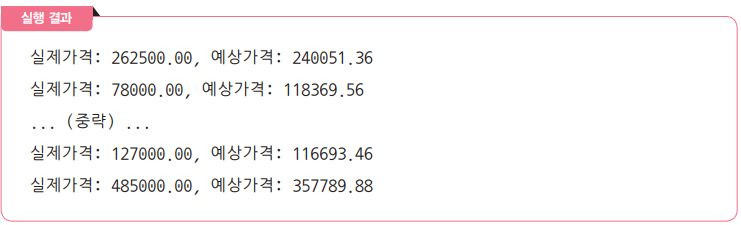 실행 결과
실제가격: 262500.00, 예상가격: 240051.36
실제가격: 78000.00, 예상가격: 118369.56
... (중략) ...
실제가격: 127000.00, 예상가격: 116693.46
실제가격: 485000.00, 예상가격: 357789.88